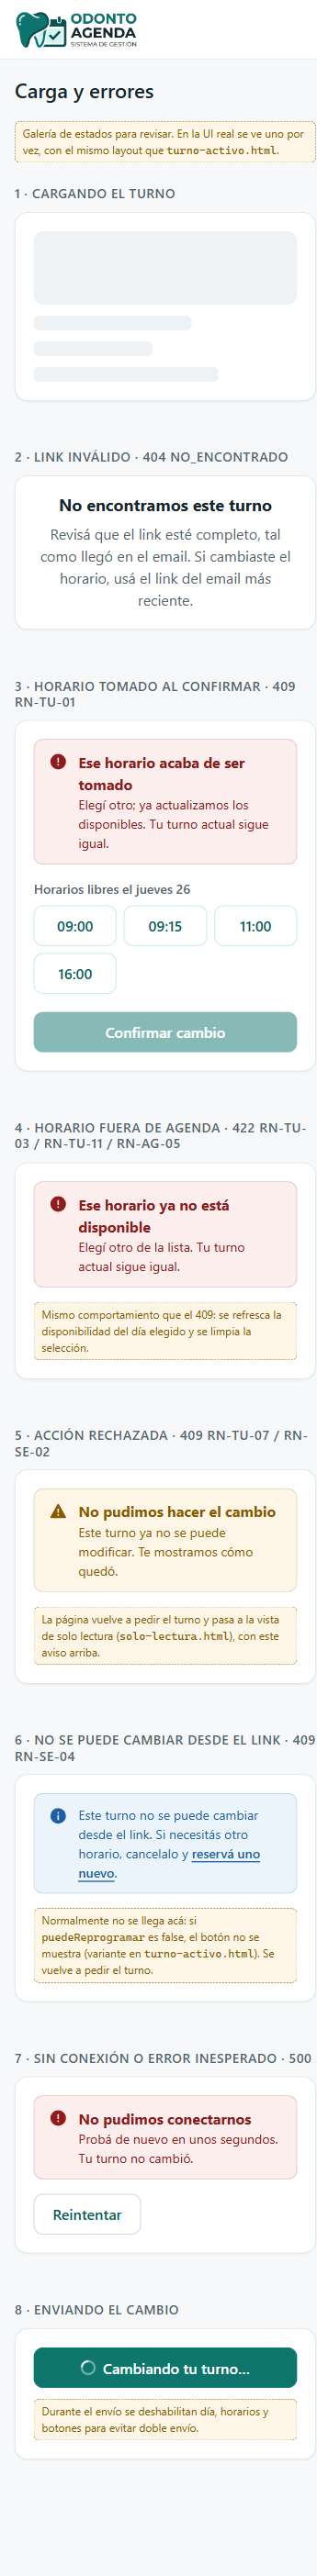 ODONTO
AGENDA
SISTEMA DE GESTIÓN
Carga y errores
Galería de estados para revisar. En la UI real se ve uno por
vez, con el mismo layout que turno-activo.html.
1 · CARGANDO EL TURNO
2 · LINK INVÁLIDO · 404 NO_ENCONTRADO
No encontramos este turno
Revisá que el link esté completo, tal
como llegó en el email. Si cambiaste el
horario, usá el link del email más
reciente.
3 · HORARIO TOMADO AL CONFIRMAR · 409
RN-TU-01
Ese horario acaba de ser
tomado
Elegí otro; ya actualizamos los
disponibles. Tu turno actual sigue
igual.
Horarios libres el jueves 26
09:00 09:15 11:00
16:00
Confirmar cambio
4 · HORARIO FUERA DE AGENDA · 422 RN-TU-
03 / RN-TU-11 / RN-AG-05
Ese horario ya no está
disponible
Elegí otro de la lista. Tu turno
actual sigue igual.
Mismo comportamiento que el 409: se refresca la
disponibilidad del día elegido y se limpia la
selección.
5 · ACCIÓN RECHAZADA · 409 RN-TU-07 / RN-
SE-02
No pudimos hacer el cambio
Este turno ya no se puede
modificar. Te mostramos cómo
quedó.
La página vuelve a pedir el turno y pasa a la vista
de solo lectura (solo-lectura.html), con este
aviso arriba.
6 · NO SE PUEDE CAMBIAR DESDE EL LINK · 409
RN-SE-04
Este turno no se puede cambiar
desde el link. Si necesitás otro
horario, cancelalo y reservá uno
nuevo.
Normalmente no se llega acá: si
puedeReprogramar es false, el botón no se
muestra (variante en turno-activo.html). Se
vuelve a pedir el turno.
7 · SIN CONEXIÓN O ERROR INESPERADO · 500
No pudimos conectarnos
Probá de nuevo en unos segundos.
Tu turno no cambió.
Reintentar
8 · ENVIANDO EL CAMBIO
Cambiando tu turno...
Durante el envío se deshabilitan día, horarios y
botones para evitar doble envío.